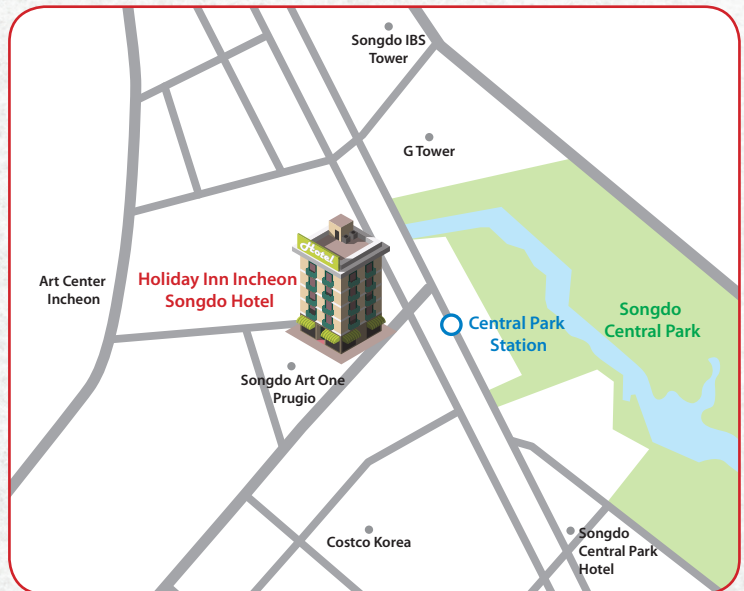 Songdo IBS
Tower
G Tower
Hotel
Art Center
Incheon
Holiday Inn Incheon
Songdo Hotel
Central Park
Station
Songdo
Central Park
Songdo Art One
Prugio
Costco Korea
Songdo
Central Park
Hotel